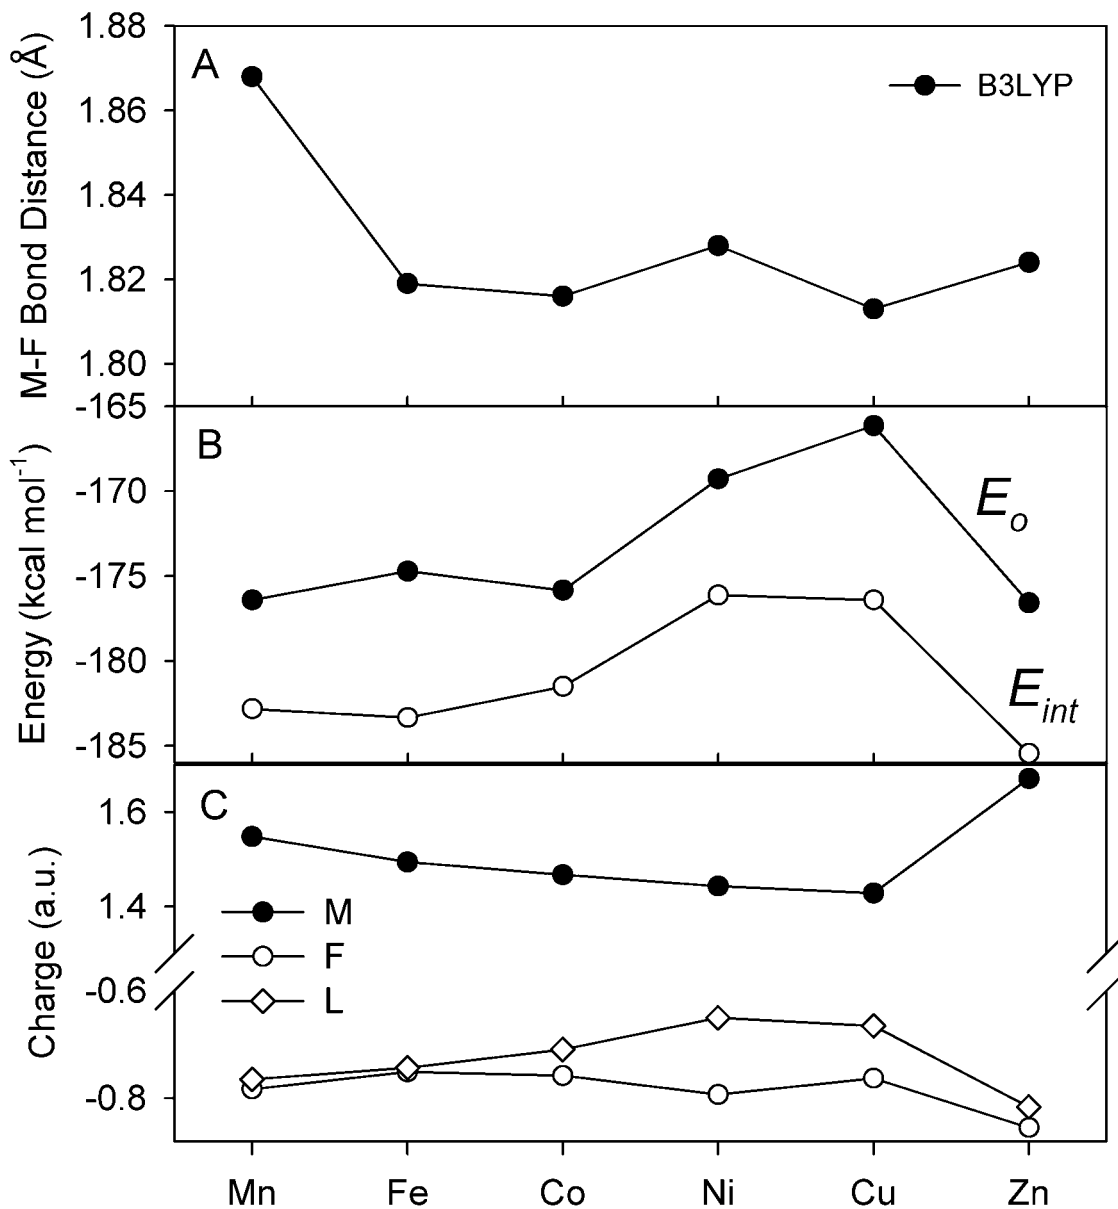 M-F Bond Distance (Å)
1.88
1.86
1.84
1.82
1.80
A
B3LYP
Energy (kcal mol⁻¹)
-165
-170
-175
-180
-185
B
Eₒ
E_int
Charge (a.u.)
1.6
1.4
-0.6
-0.8
C
M
F
L
Mn Fe Co Ni Cu Zn